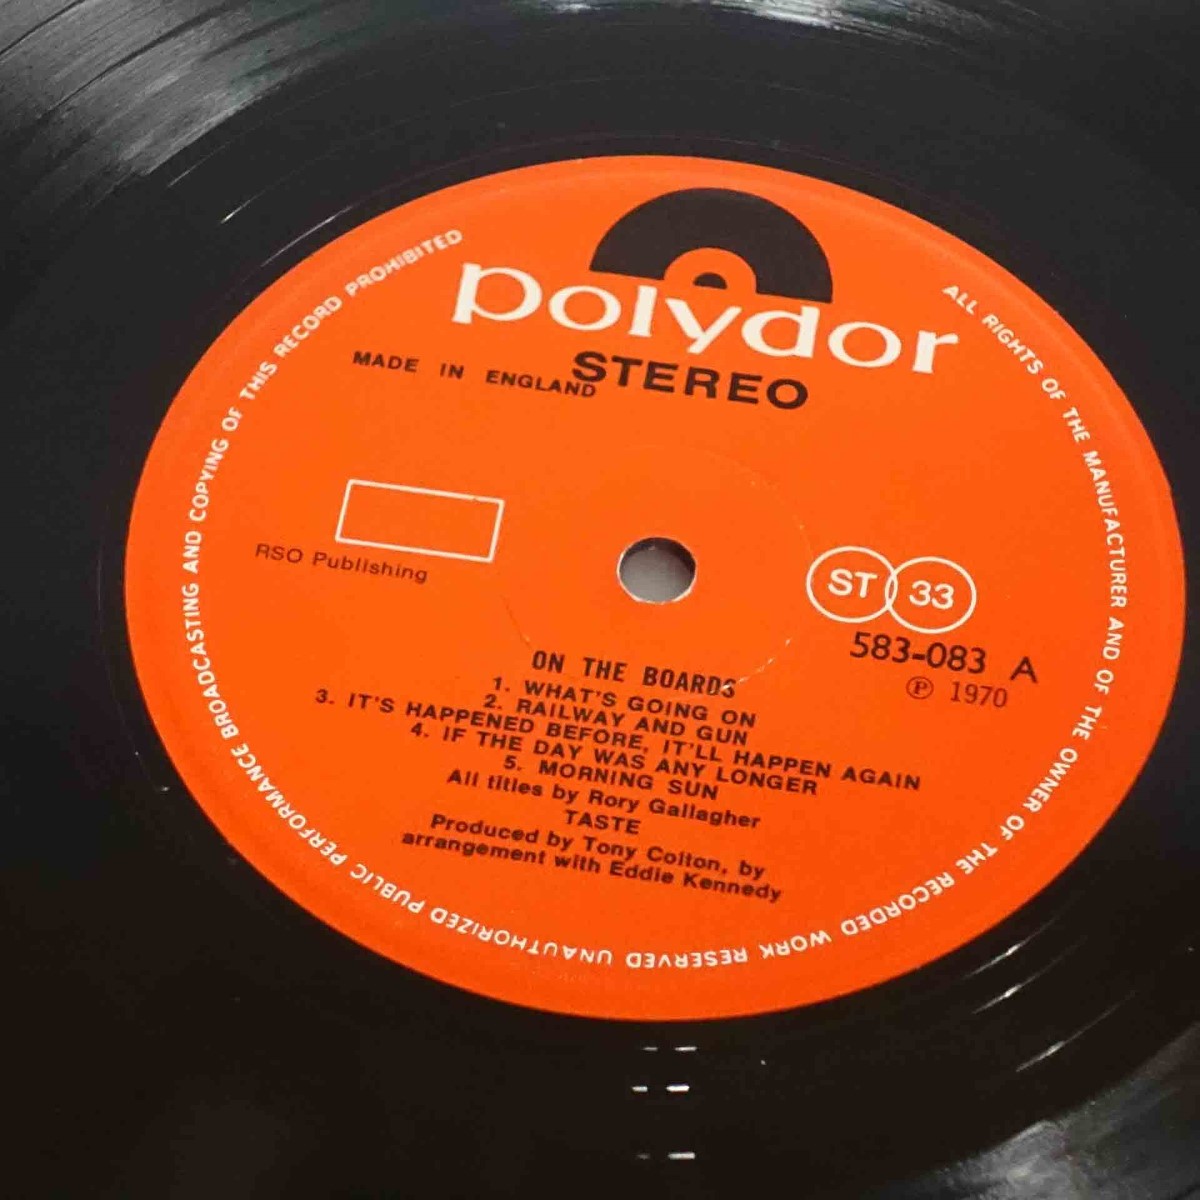 polydor
STEREO
MADE IN ENGLAND
RSO Publishing
ST 33
583-083 A
℗ 1970
ON THE BOARDS
1. WHAT'S GOING ON
2. RAILWAY AND GUN
3. IT'S HAPPENED BEFORE, IT'LL HAPPEN AGAIN
4. IF THE DAY WAS ANY LONGER
5. MORNING SUN
All titles by Rory Gallagher
TASTE
Produced by Tony Colton, by
arrangement with Eddie Kennedy
ALL RIGHTS OF THE MANUFACTURER AND OF THE OWNER OF THE RECORDED WORK RESERVED UNAUTHORIZED PUBLIC PERFORMANCE BROADCASTING AND COPYING OF THIS RECORD PROHIBITED